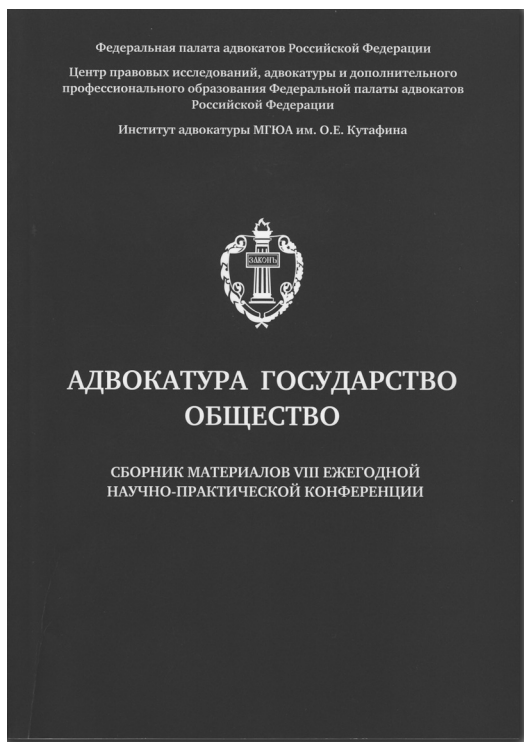 Федеральная палата адвокатов Российской Федерации
Центр правовых исследований, адвокатуры и дополнительного
профессионального образования Федеральной палаты адвокатов
Российской Федерации
Институт адвокатуры МГЮА им. О.Е. Кутафина
ЗАКОНЪ
АДВОКАТУРА ГОСУДАРСТВО
ОБЩЕСТВО
СБОРНИК МАТЕРИАЛОВ VIII ЕЖЕГОДНОЙ
НАУЧНО-ПРАКТИЧЕСКОЙ КОНФЕРЕНЦИИ